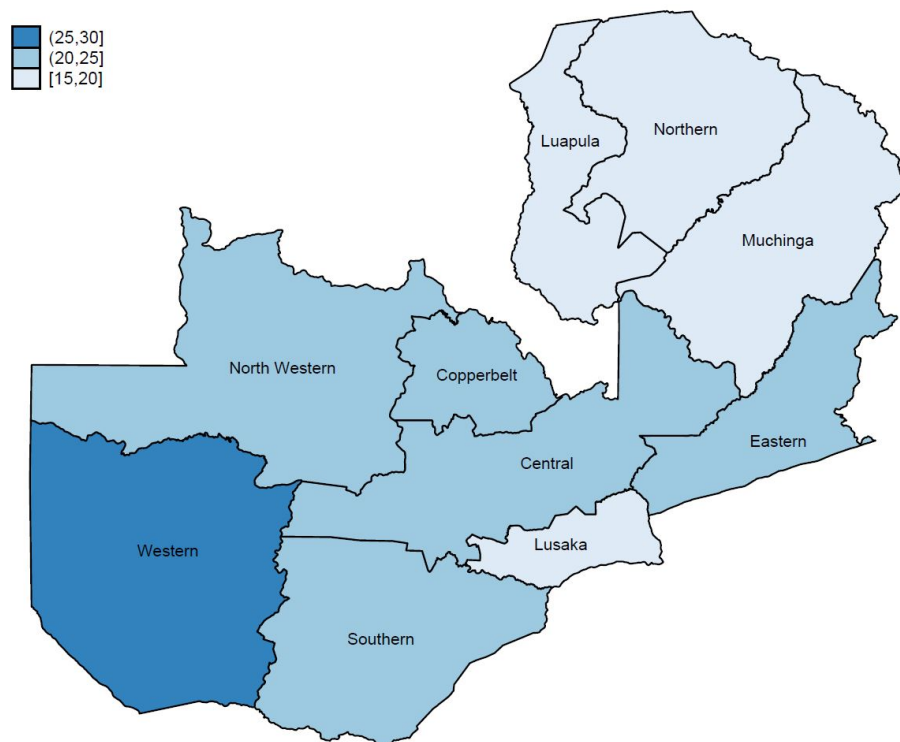 (25,30]
(20,25]
[15,20]
Luapula
Northern
Muchinga
North Western
Copperbelt
Eastern
Central
Western
Lusaka
Southern